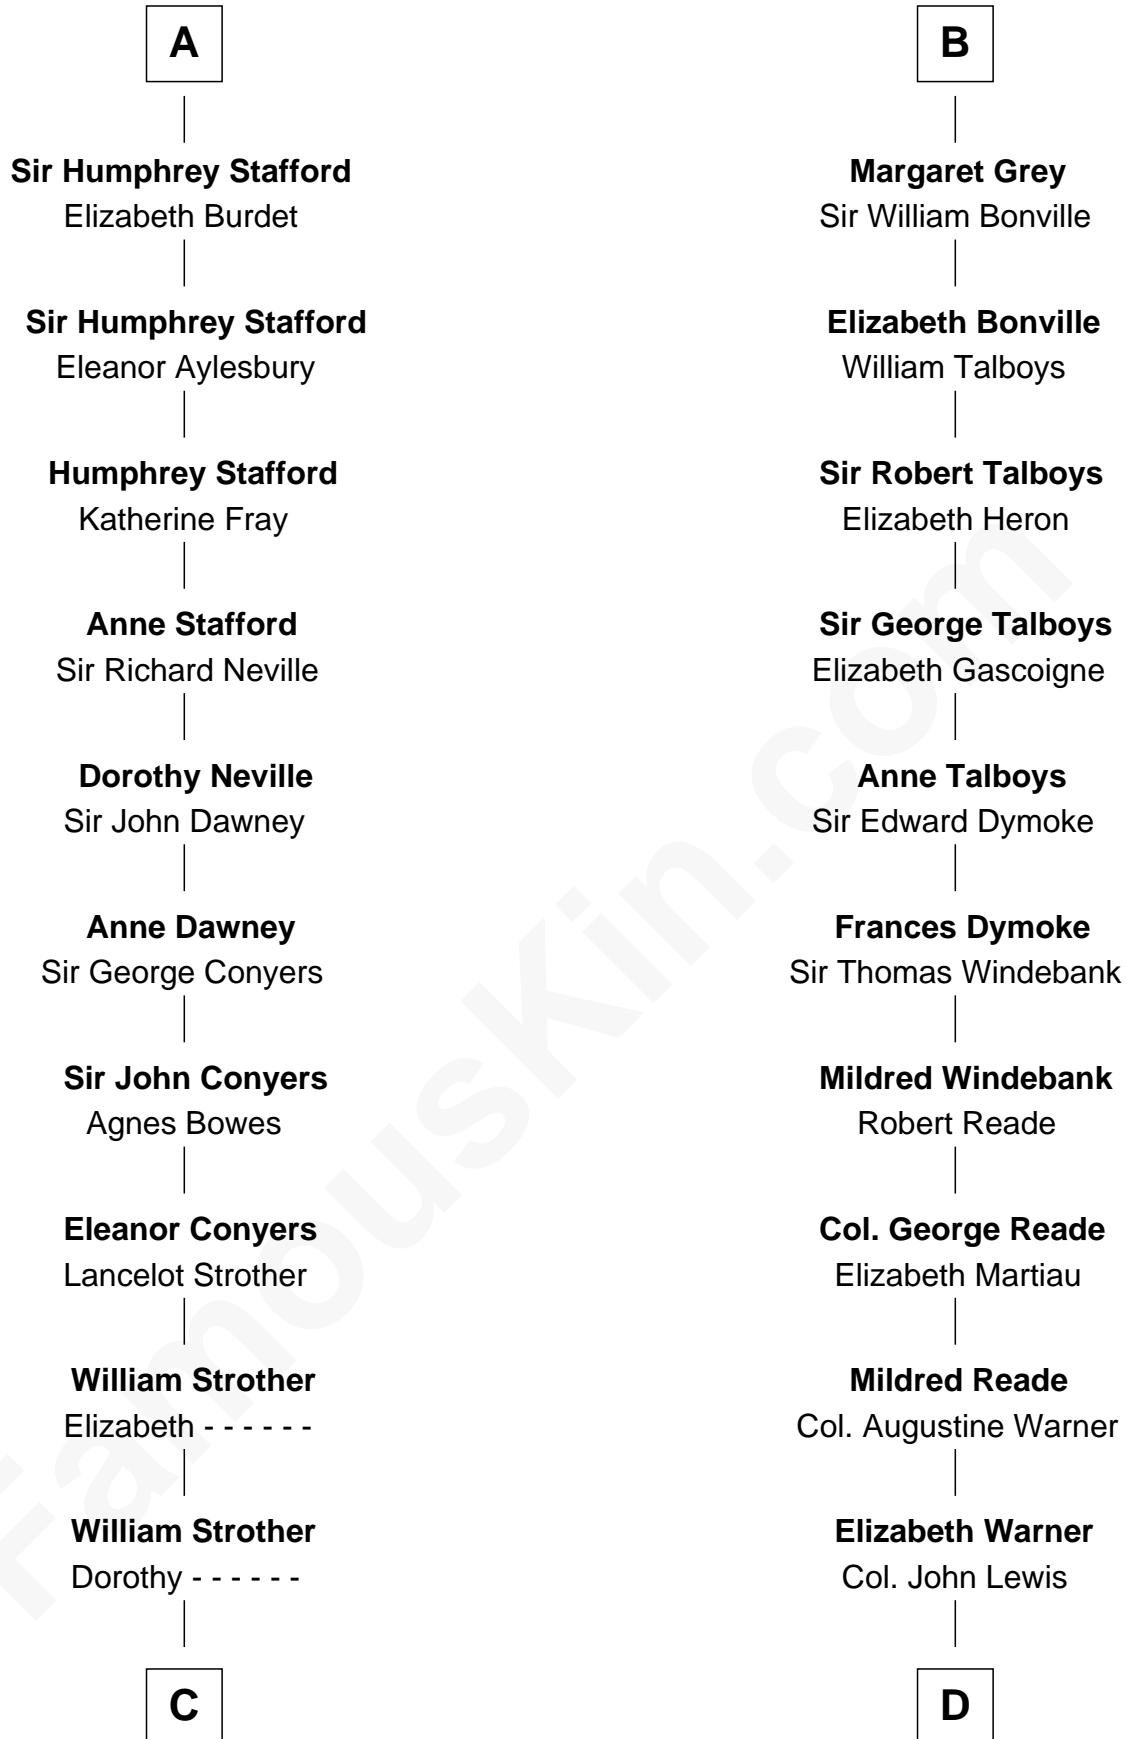 A
Sir Humphrey Stafford
Elizabeth Burdet
Sir Humphrey Stafford
Eleanor Aylesbury
Humphrey Stafford
Katherine Fray
Anne Stafford
Sir Richard Neville
Dorothy Neville
Sir John Dawney
Anne Dawney
Sir George Conyers
Sir John Conyers
Agnes Bowes
Eleanor Conyers
Lancelot Strother
William Strother
Elizabeth - - - - - -
William Strother
Dorothy - - - - - -
C
B
Margaret Grey
Sir William Bonville
Elizabeth Bonville
William Talboys
Sir Robert Talboys
Elizabeth Heron
Sir George Talboys
Elizabeth Gascoigne
Anne Talboys
Sir Edward Dymoke
Frances Dymoke
Sir Thomas Windebank
Mildred Windebank
Robert Reade
Col. George Reade
Elizabeth Martiau
Mildred Reade
Col. Augustine Warner
Elizabeth Warner
Col. John Lewis
D
FamousKin.com